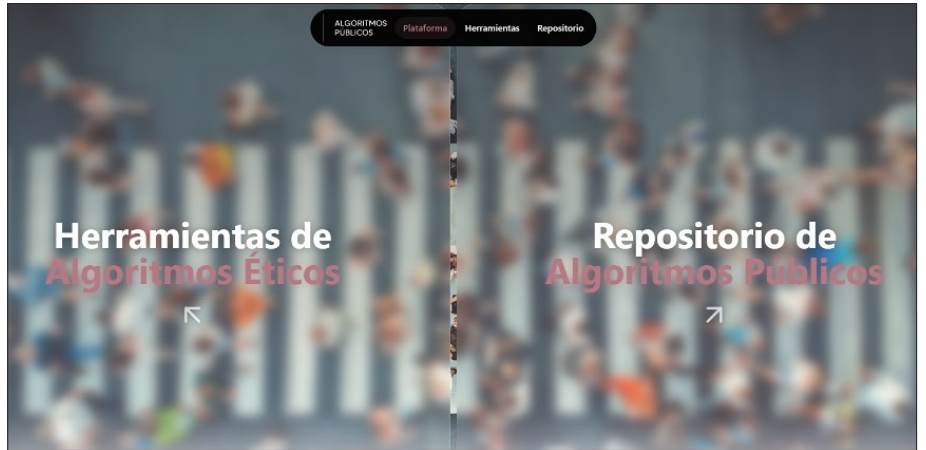 ALGORITMOS
PÚBLICOS
Plataforma
Herramientas
Repositorio
Herramientas de
Algoritmos Éticos
Repositorio de
Algoritmos Públicos